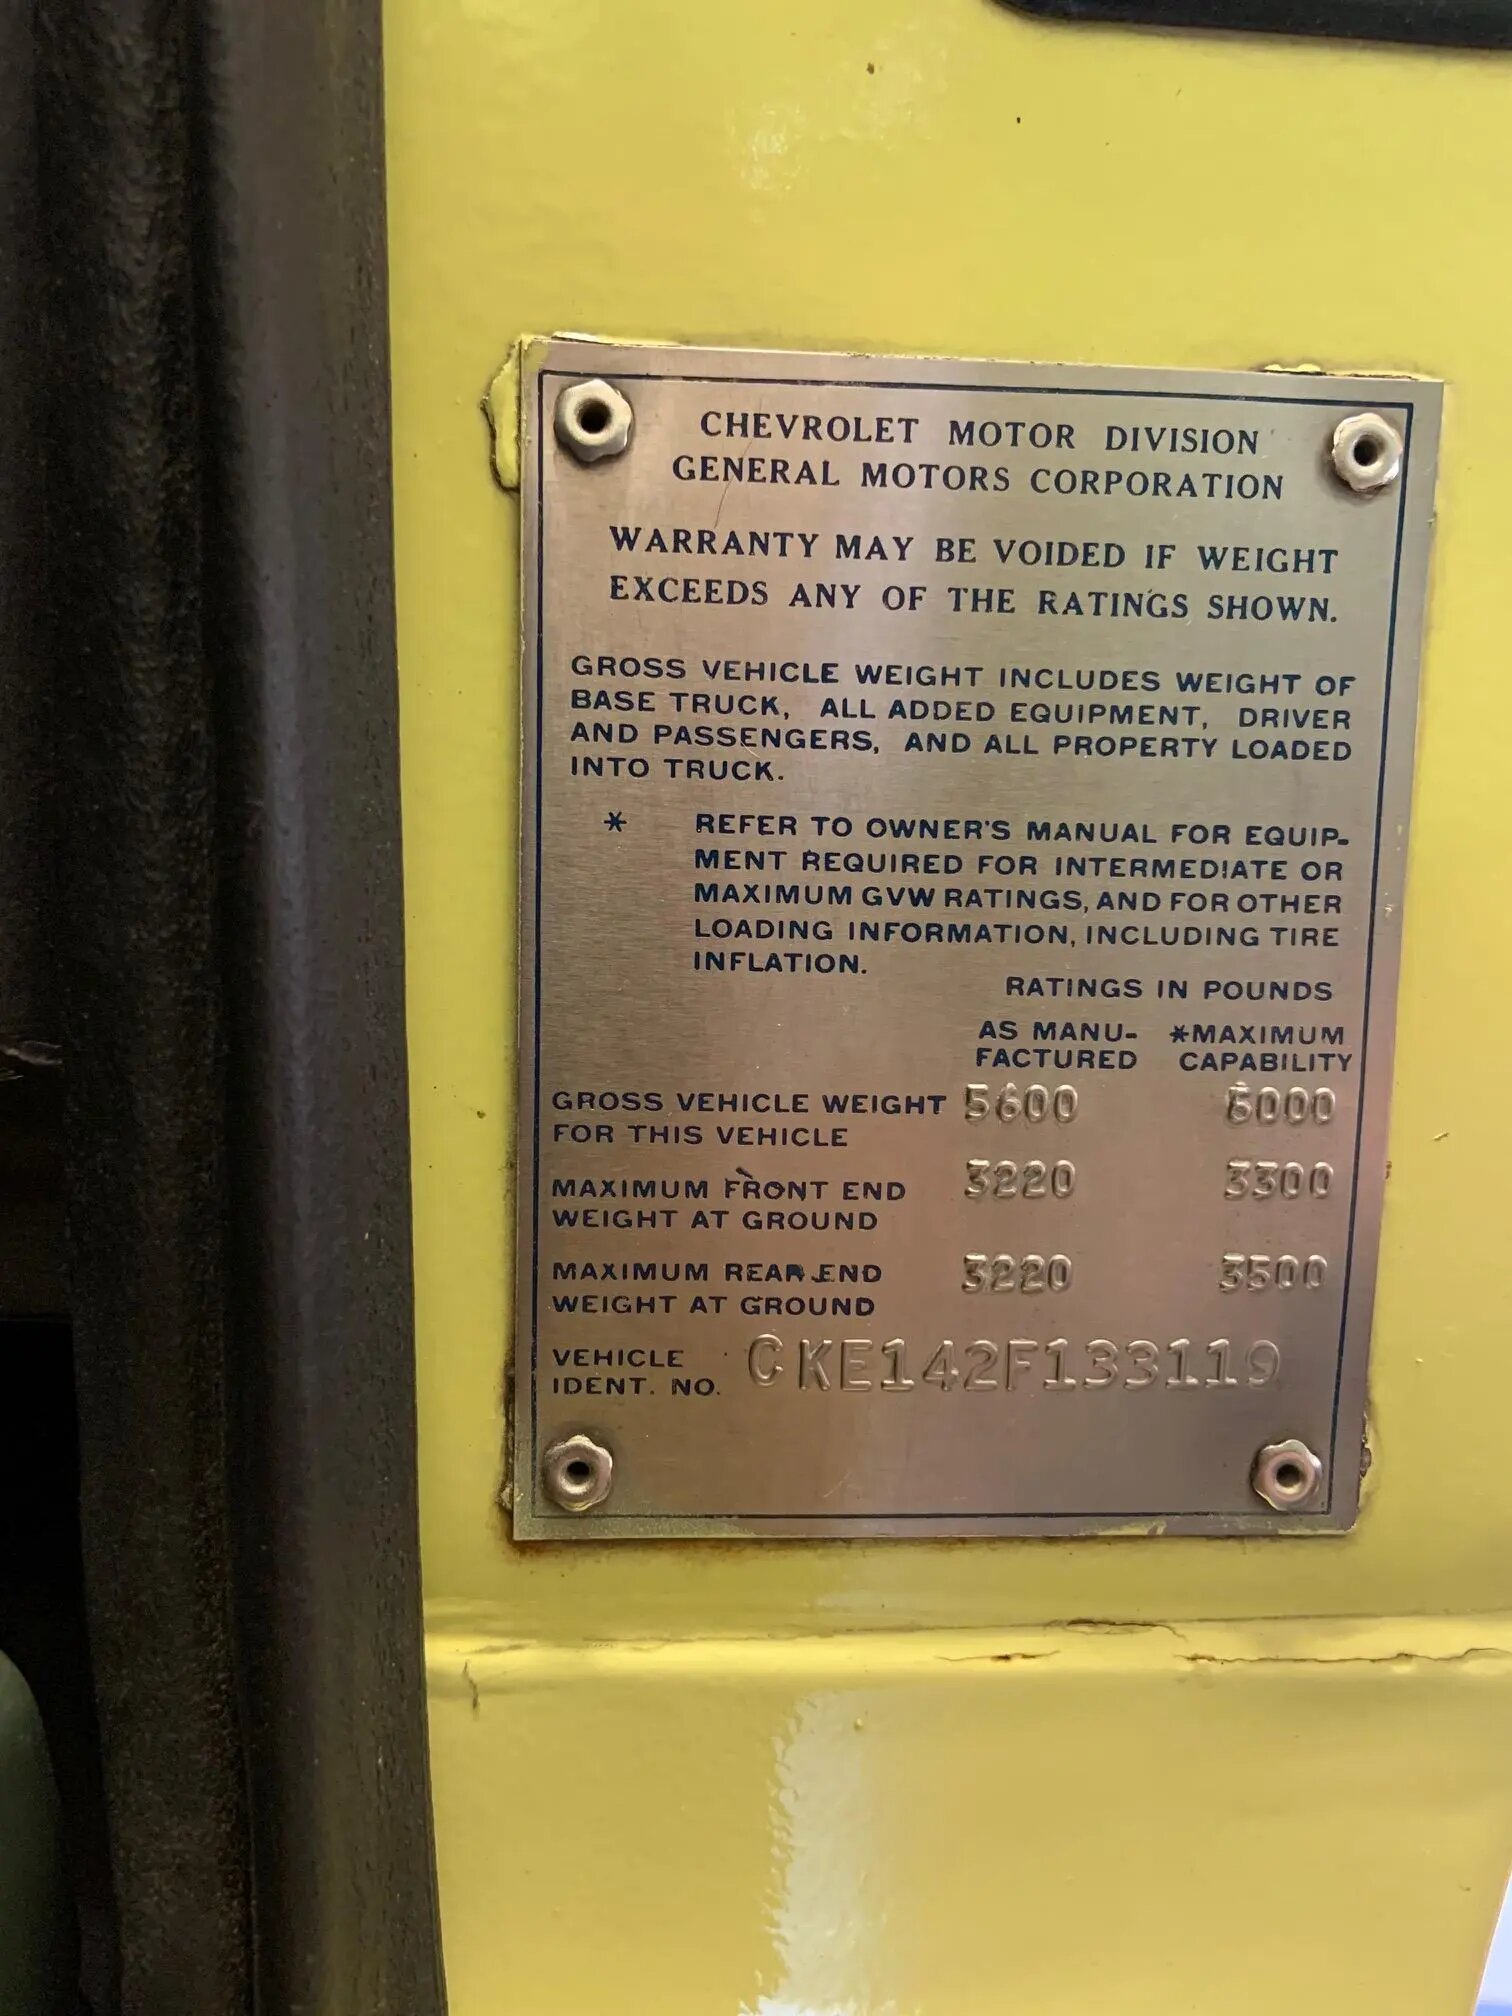 CHEVROLET MOTOR DIVISION
GENERAL MOTORS CORPORATION
WARRANTY MAY BE VOIDED IF WEIGHT
EXCEEDS ANY OF THE RATINGS SHOWN.
GROSS VEHICLE WEIGHT INCLUDES WEIGHT OF
BASE TRUCK, ALL ADDED EQUIPMENT, DRIVER
AND PASSENGERS, AND ALL PROPERTY LOADED
INTO TRUCK.
* REFER TO OWNER'S MANUAL FOR EQUIP-
MENT REQUIRED FOR INTERMEDIATE OR
MAXIMUM GVW RATINGS, AND FOR OTHER
LOADING INFORMATION, INCLUDING TIRE
INFLATION.
RATINGS IN POUNDS
AS MANU- *MAXIMUM
FACTURED CAPABILITY
GROSS VEHICLE WEIGHT 5600 6000
FOR THIS VEHICLE
MAXIMUM FRONT END 3220 3300
WEIGHT AT GROUND
MAXIMUM REAR END 3220 3500
WEIGHT AT GROUND
VEHICLE CKE142F133119
IDENT. NO.